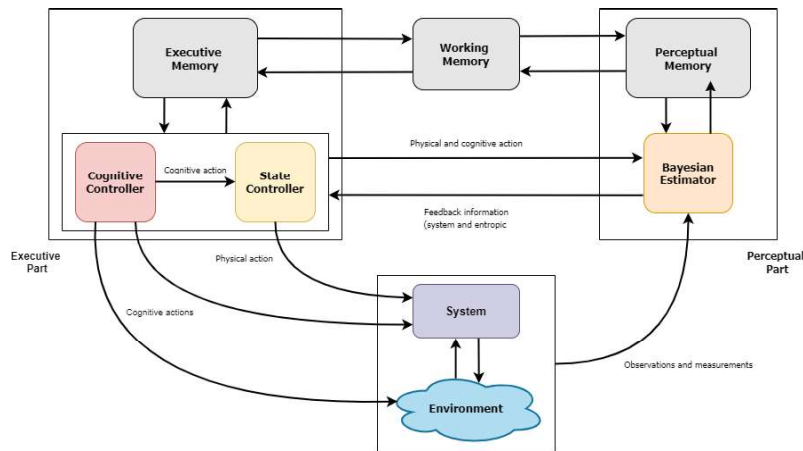 Executive
Memory
Working
Memory
Perceptual
Memory
Cognitive
Controller
Cognitive action
State
Controller
Physical and cognitive action
Bayesian
Estimator
Feedback information
(system and entropic
Executive
Part
Physical action
Perceptual
Part
Cognitive actions
System
Observations and measurements
Environment